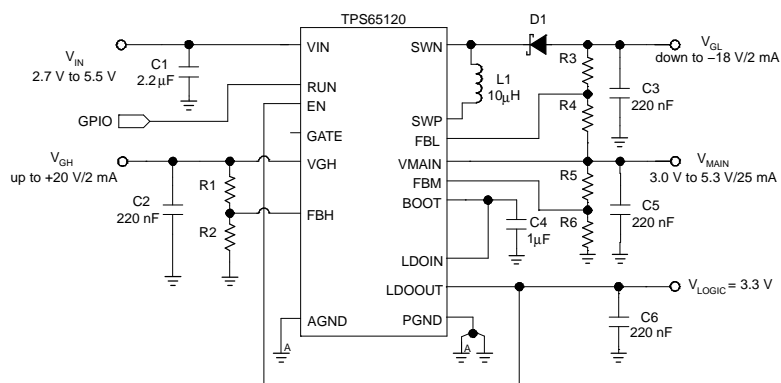 TPS65120
D1
VIN
2.7 V to 5.5 V
C1
2.2μF
VIN
SWN
R3
VGL
down to −18 V/2 mA
RUN
EN
L1
10μH
C3
220 nF
GPIO
SWP
R4
GATE
FBL
VGH
up to +20 V/2 mA
VGH
VMAIN
VMAIN
3.0 V to 5.3 V/25 mA
R1
FBM
R5
C2
220 nF
FBH
BOOT
C4
1μF
C5
220 nF
R2
R6
LDOIN
LDOOUT
VLOGIC = 3.3 V
AGND
PGND
C6
220 nF
A
A